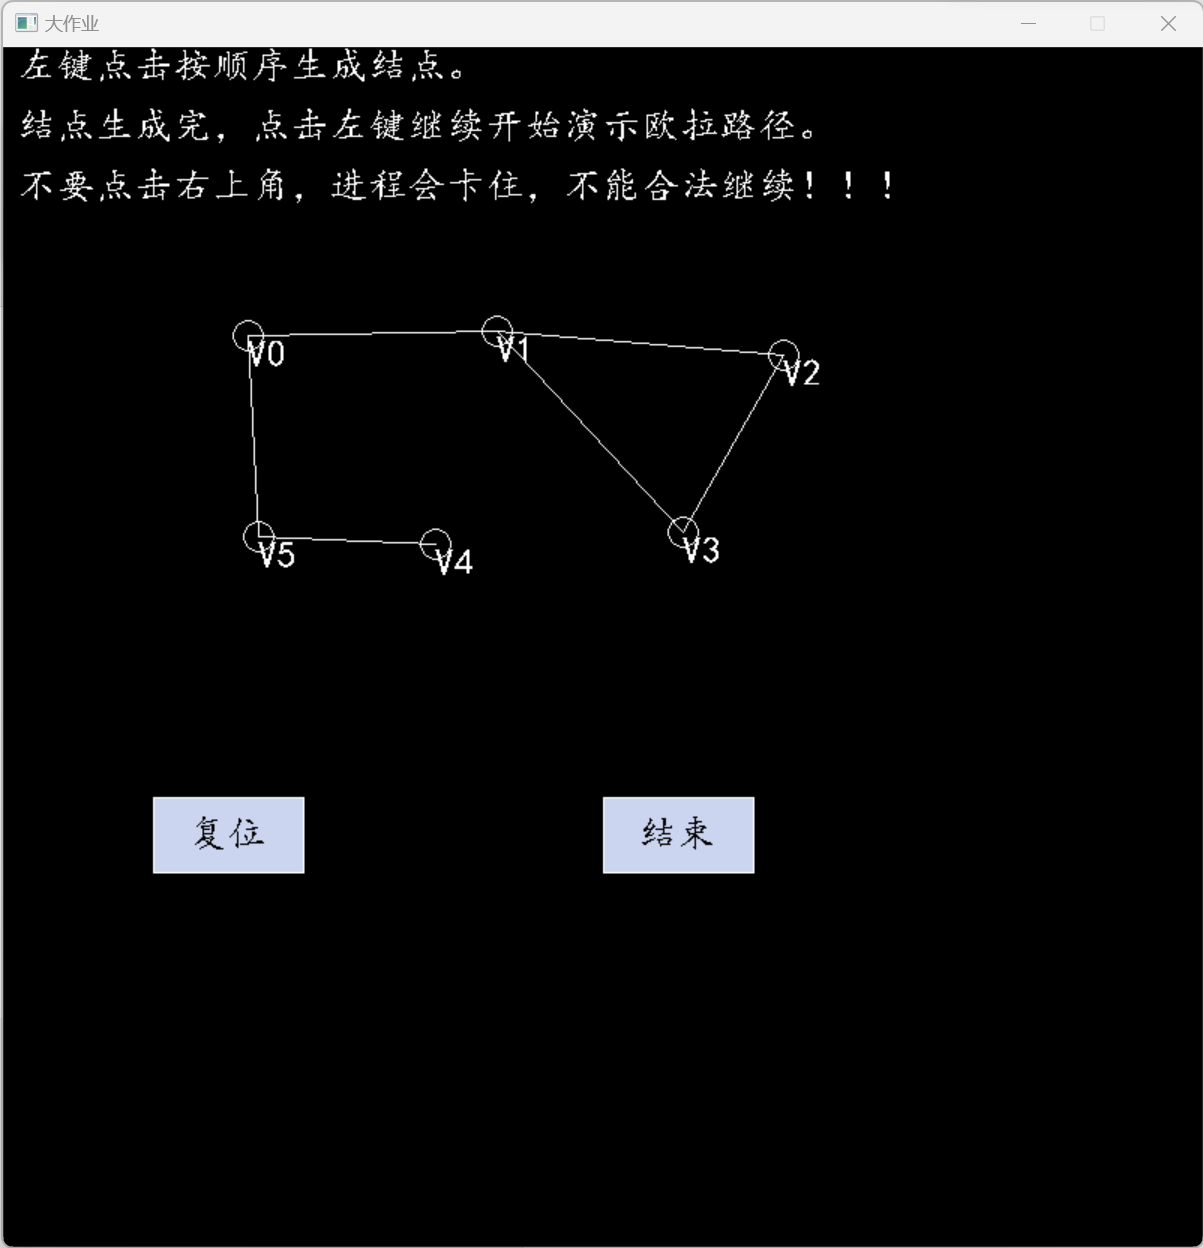 大作业
左键点击按顺序生成结点。
结点生成完，点击左键继续开始演示欧拉路径。
不要点击右上角，进程会卡住，不能合法继续！！！
V0
V1
V2
V5
V4
V3
复位
结束